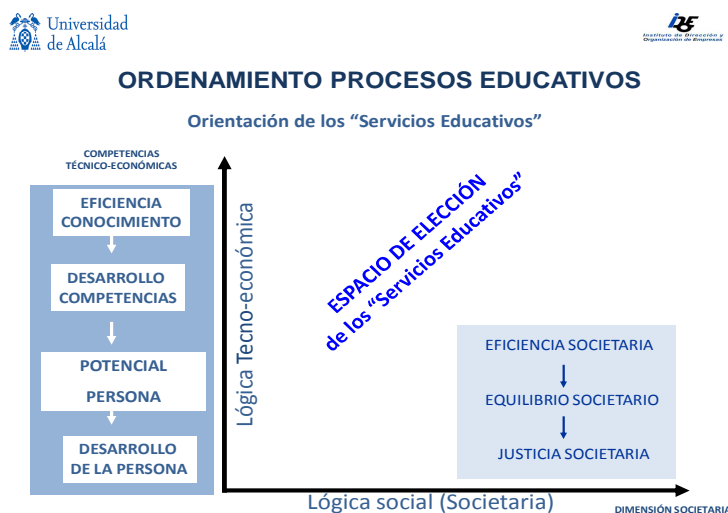 Universidad
de Alcalá
IDE
Instituto de Dirección y
Organización de Empresas
ORDENAMIENTO PROCESOS EDUCATIVOS
Orientación de los “Servicios Educativos”
COMPETENCIAS
TÉCNICO-ECONÓMICAS
EFICIENCIA
CONOCIMIENTO
DESARROLLO
COMPETENCIAS
POTENCIAL
PERSONA
DESARROLLO
DE LA PERSONA
Lógica Tecno-económica
ESPACIO DE ELECCIÓN
de los “Servicios Educativos”
EFICIENCIA SOCIETARIA
EQUILIBRIO SOCIETARIO
JUSTICIA SOCIETARIA
Lógica social (Societaria)
DIMENSIÓN SOCIETARIA